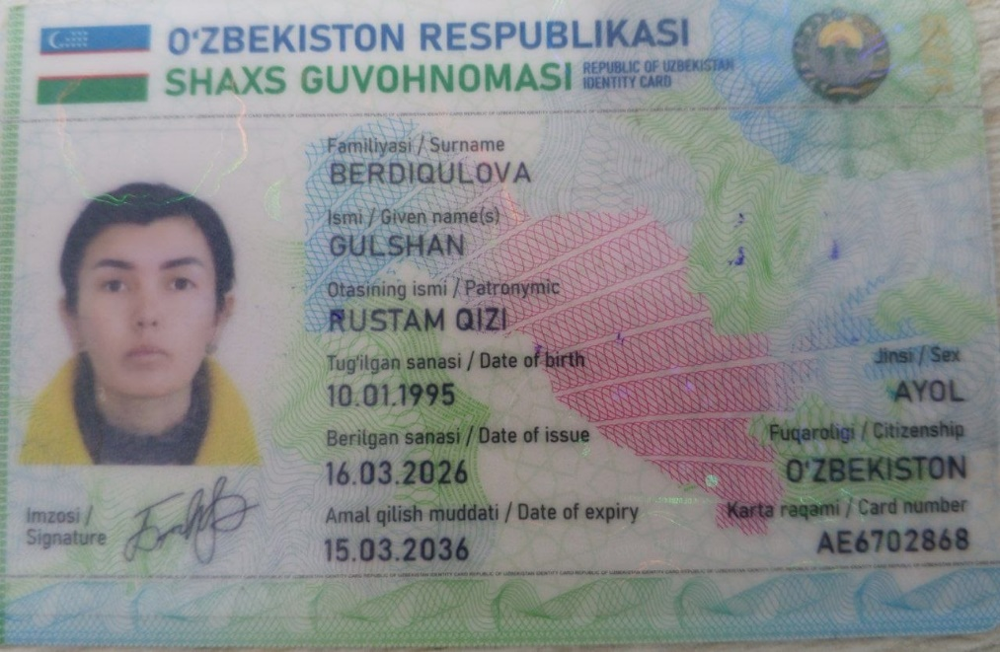 O‘ZBEKISTON RESPUBLIKASI
SHAXS GUVOHNOMASI REPUBLIC OF UZBEKISTAN IDENTITY CARD
Familiyasi / Surname
BERDIQULOVA
Ismi / Given name(s)
GULSHAN
Otasining ismi / Patronymic
RUSTAM QIZI
Tug‘ilgan sanasi / Date of birth
10.01.1995
Jinsi / Sex
AYOL
Berilgan sanasi / Date of issue
16.03.2026
Fuqaroligi / Citizenship
O‘ZBEKISTON
Amal qilish muddati / Date of expiry
15.03.2036
Karta raqami / Card number
AE6702868
Imzosi /
Signature